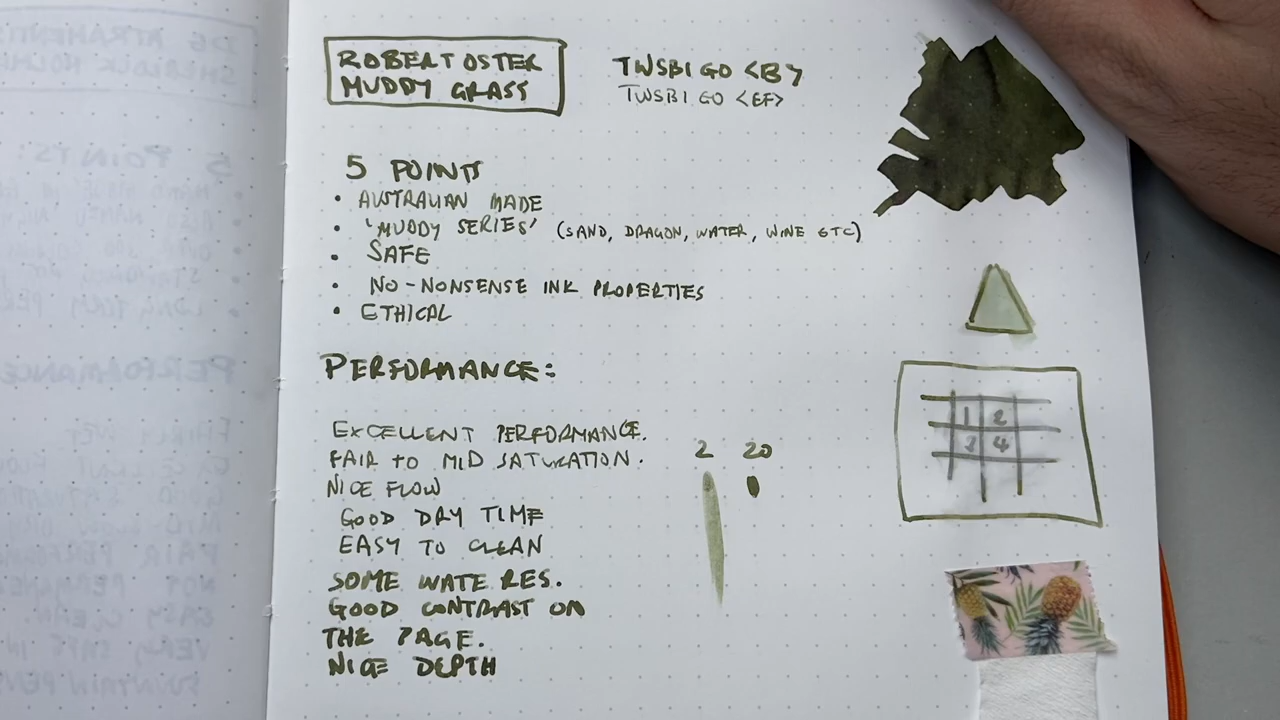 ROBERT OSTER
MUDDY GRASS
TWSBI GO <B>
TWSBI GO <EF>
5 POINTS
• AUSTRALIAN MADE
• 'MUDDY SERIES' (SAND, DRAGON, WATER, WINE ETC)
• SAFE
• NO-NONSENSE INK PROPERTIES
• ETHICAL
PERFORMANCE:
EXCELLENT PERFORMANCE.
FAIR TO MID SATURATION.
NICE FLOW
GOOD DRY TIME
EASY TO CLEAN
SOME WATE RES.
GOOD CONTRAST ON
THE PAGE.
NICE DEPTH
2 20
1 2
3 4